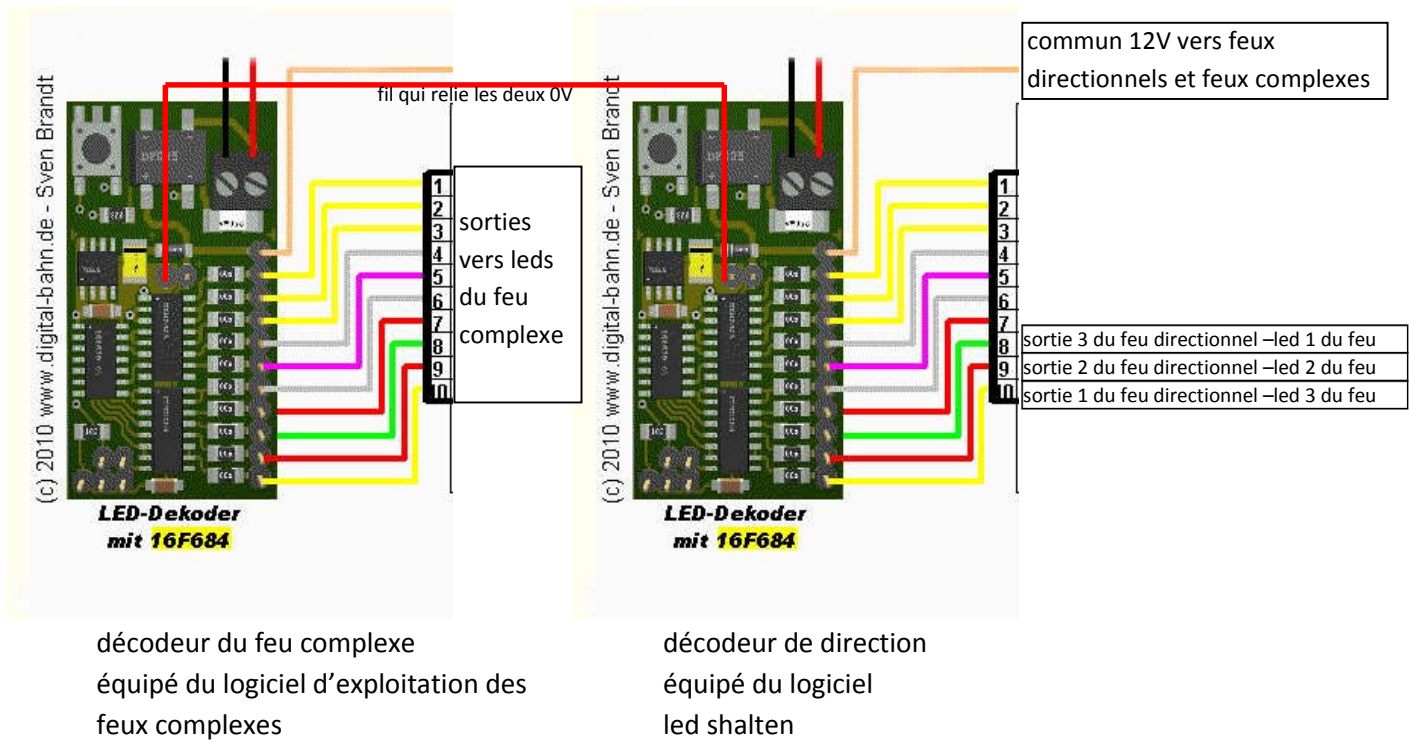 commun 12V vers feux
directionnels et feux complexes
fil qui relie les deux 0V
(c) 2010 www.digital-bahn.de - Sven Brandt
1
2
3
4
5
6
7
8
9
10
sorties
vers leds
du feu
complexe
LED-Dekoder
mit 16F684
(c) 2010 www.digital-bahn.de - Sven Brandt
1
2
3
4
5
6
7
8
9
10
sortie 3 du feu directionnel –led 1 du feu
sortie 2 du feu directionnel –led 2 du feu
sortie 1 du feu directionnel –led 3 du feu
LED-Dekoder
mit 16F684
décodeur du feu complexe
équipé du logiciel d’exploitation des
feux complexes
décodeur de direction
équipé du logiciel
led shalten